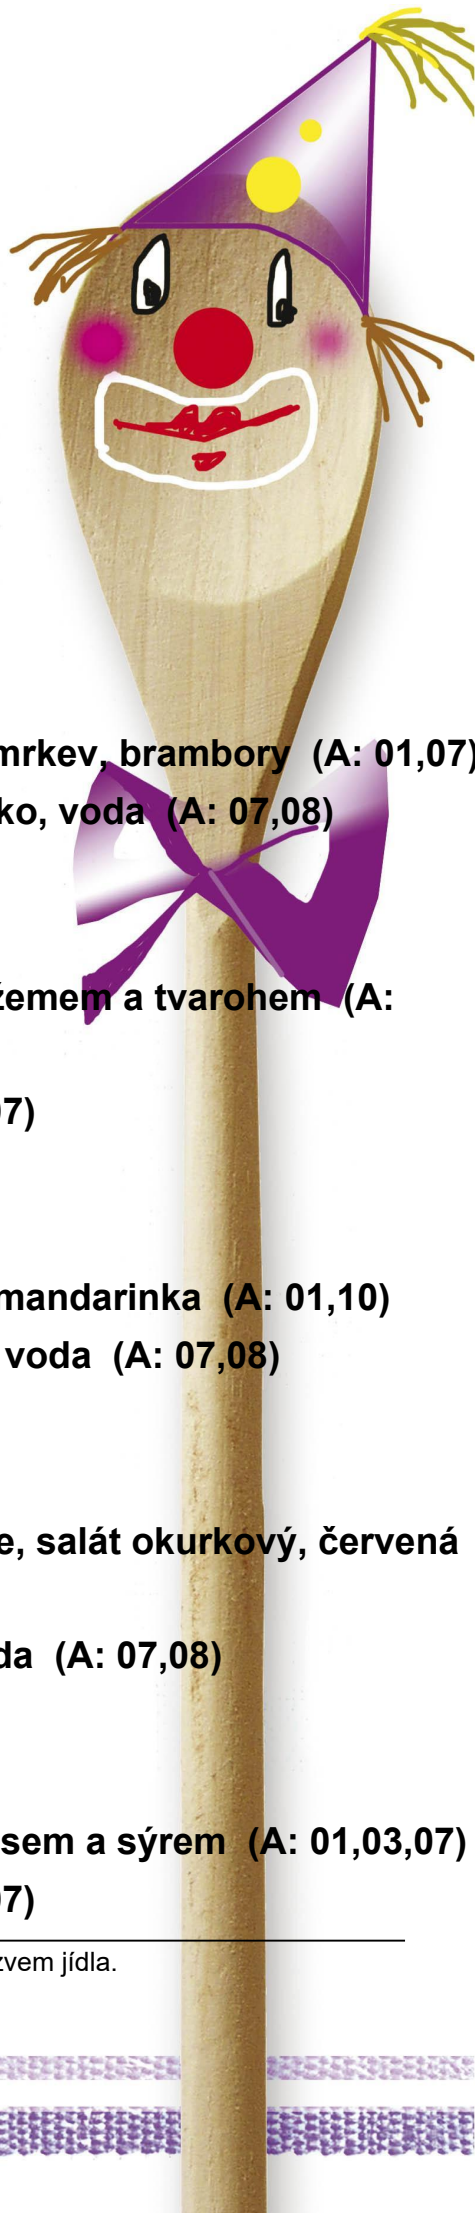 mrkev, brambory (A: 01,07)
ko, voda (A: 07,08)
žemem a tvarohem (A:
7)
mandarinka (A: 01,10)
voda (A: 07,08)
e, salát okurkový, červená
da (A: 07,08)
sem a sýrem (A: 01,03,07)
7)
zvem jídla.